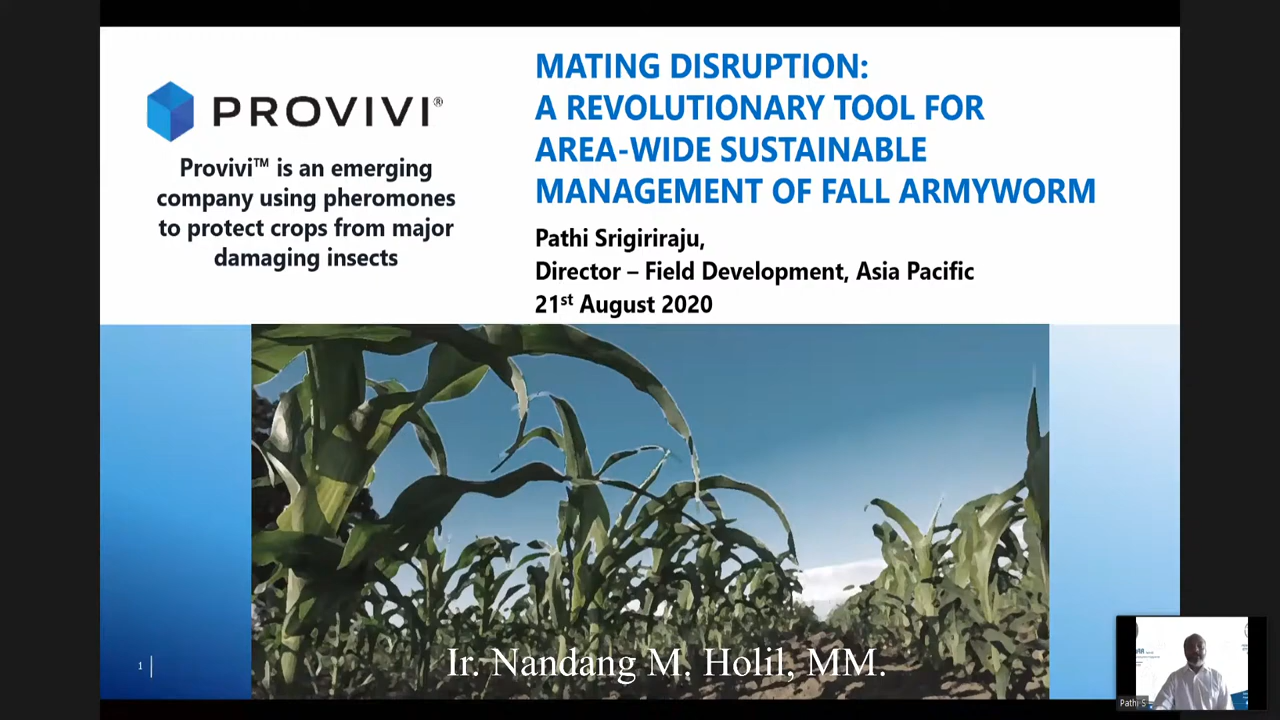 PROVIVI®
Provivi™ is an emerging
company using pheromones
to protect crops from major
damaging insects
MATING DISRUPTION:
A REVOLUTIONARY TOOL FOR
AREA-WIDE SUSTAINABLE
MANAGEMENT OF FALL ARMYWORM
Pathi Srigiriraju,
Director – Field Development, Asia Pacific
21st August 2020
Ir. Nandang M. Holil, MM.
1
Pathi S